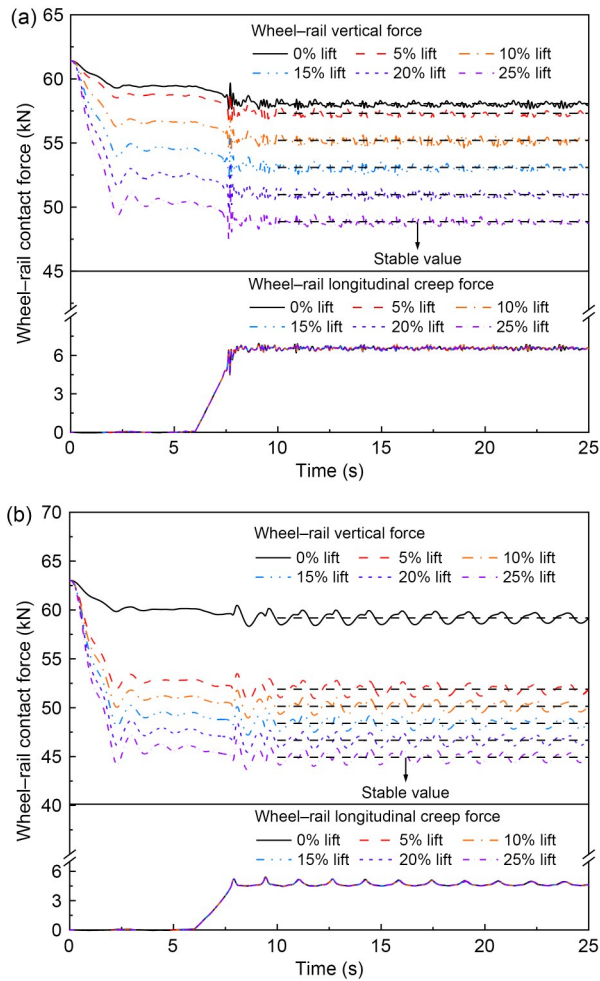 (a)
Wheel–rail vertical force
0% lift 5% lift 10% lift
15% lift 20% lift 25% lift
65
60
55
50
45
Stable value
Wheel–rail longitudinal creep force
0% lift 5% lift 10% lift
15% lift 20% lift 25% lift
6
3
0
0 5 10 15 20 25
Time (s)
Wheel–rail contact force (kN)
(b)
70
Wheel–rail vertical force
0% lift 5% lift 10% lift
15% lift 20% lift 25% lift
65
60
55
50
45
40
Stable value
Wheel–rail longitudinal creep force
0% lift 5% lift 10% lift
15% lift 20% lift 25% lift
6
4
2
0
0 5 10 15 20 25
Time (s)
Wheel–rail contact force (kN)